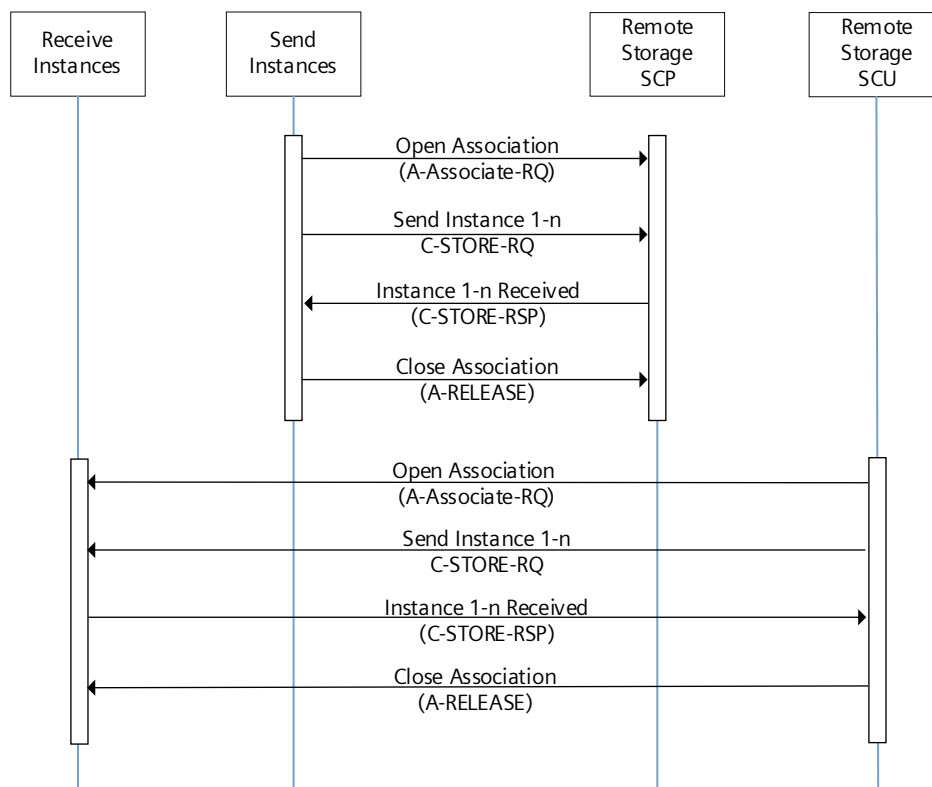 Receive
Instances
Send
Instances
Remote
Storage
SCP
Remote
Storage
SCU
Open Association
(A-Associate-RQ)
Send Instance 1-n
C-STORE-RQ
Instance 1-n Received
(C-STORE-RSP)
Close Association
(A-RELEASE)
Open Association
(A-Associate-RQ)
Send Instance 1-n
C-STORE-RQ
Instance 1-n Received
(C-STORE-RSP)
Close Association
(A-RELEASE)